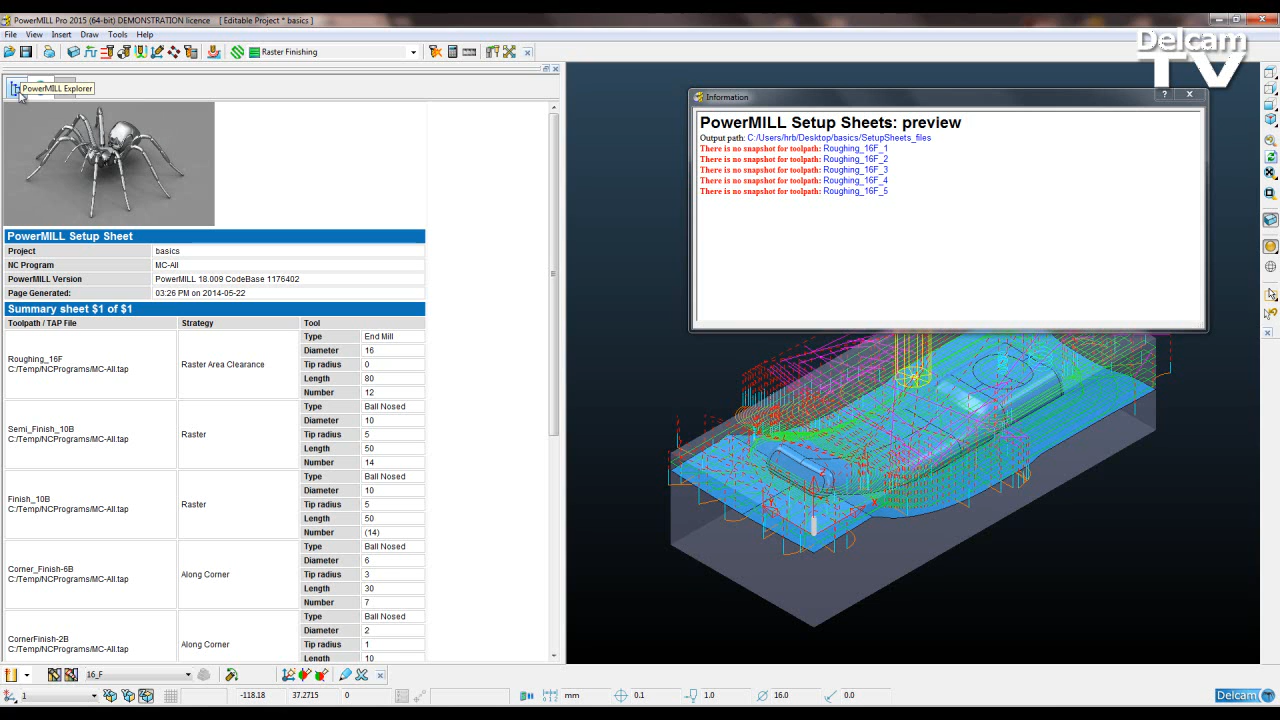 PowerMILL Pro 2015 (64-bit) DEMONSTRATION licence [ Editable Project * basics ]
File View Insert Draw Tools Help
Delcam
TV
Raster Finishing
PowerMILL Explorer
Information
PowerMILL Setup Sheets: preview
Output path: C:/Users/hrb/Desktop/basics/SetupSheets_files
There is no snapshot for toolpath: Roughing_16F_1
There is no snapshot for toolpath: Roughing_16F_2
There is no snapshot for toolpath: Roughing_16F_3
There is no snapshot for toolpath: Roughing_16F_4
There is no snapshot for toolpath: Roughing_16F_5
PowerMILL Setup Sheet
Project basics
NC Program MC-All
PowerMILL Version PowerMILL 18.009 CodeBase 1176402
Page Generated: 03:26 PM on 2014-05-22
Summary sheet $1 of $1
Toolpath / TAP File Strategy Tool
Roughing_16F
C:/Temp/NCPrograms/MC-All.tap
Raster Area Clearance
Type End Mill
Diameter 16
Tip radius 0
Length 80
Number 12
Semi_Finish_10B
C:/Temp/NCPrograms/MC-All.tap
Raster
Type Ball Nosed
Diameter 10
Tip radius 5
Length 50
Number 14
Finish_10B
C:/Temp/NCPrograms/MC-All.tap
Raster
Type Ball Nosed
Diameter 10
Tip radius 5
Length 50
Number (14)
Corner_Finish-6B
C:/Temp/NCPrograms/MC-All.tap
Along Corner
Type Ball Nosed
Diameter 6
Tip radius 3
Length 30
Number 7
CornerFinish-2B
C:/Temp/NCPrograms/MC-All.tap
Along Corner
Type Ball Nosed
Diameter 2
Tip radius 1
Length 10
16_F
1 -118.18 37.2715 0 mm 0.1 1.0 16.0 0.0
Delcam